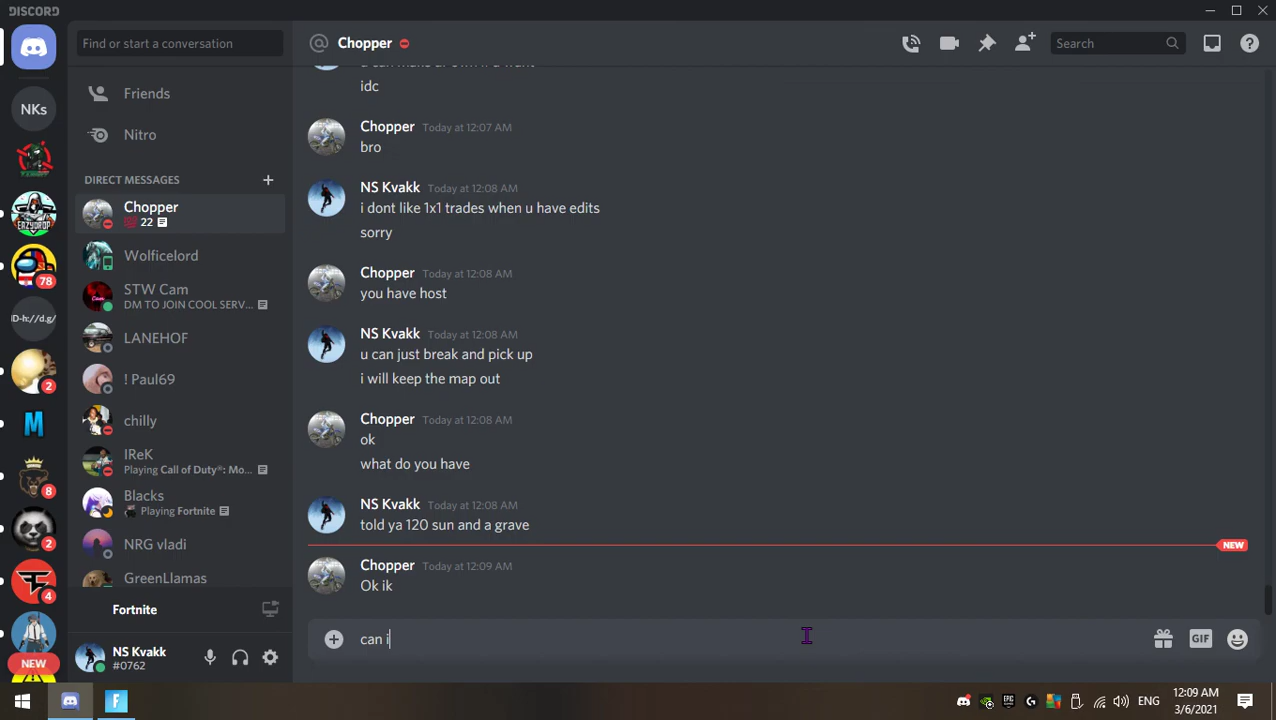 DISCORD
Find or start a conversation
Chopper
Search
NKs
Friends
Nitro
DIRECT MESSAGES
Chopper
22
Wolficelord
STW Cam
DM TO JOIN COOL SERV...
LANEHOF
! Paul69
chilly
IReK
Playing Call of Duty®: Mo...
Blacks
Playing Fortnite
NRG vladi
GreenLlamas
78
D-h://d.g/
2
M
8
2
4
NEW
Fortnite
NS Kvakk
#0762
idc
Chopper Today at 12:07 AM
bro
NS Kvakk Today at 12:08 AM
i dont like 1x1 trades when u have edits
sorry
Chopper Today at 12:08 AM
you have host
NS Kvakk Today at 12:08 AM
u can just break and pick up
i will keep the map out
Chopper Today at 12:08 AM
ok
what do you have
NS Kvakk Today at 12:08 AM
told ya 120 sun and a grave
NEW
Chopper Today at 12:09 AM
Ok ik
can i
GIF
ENG
12:09 AM
3/6/2021